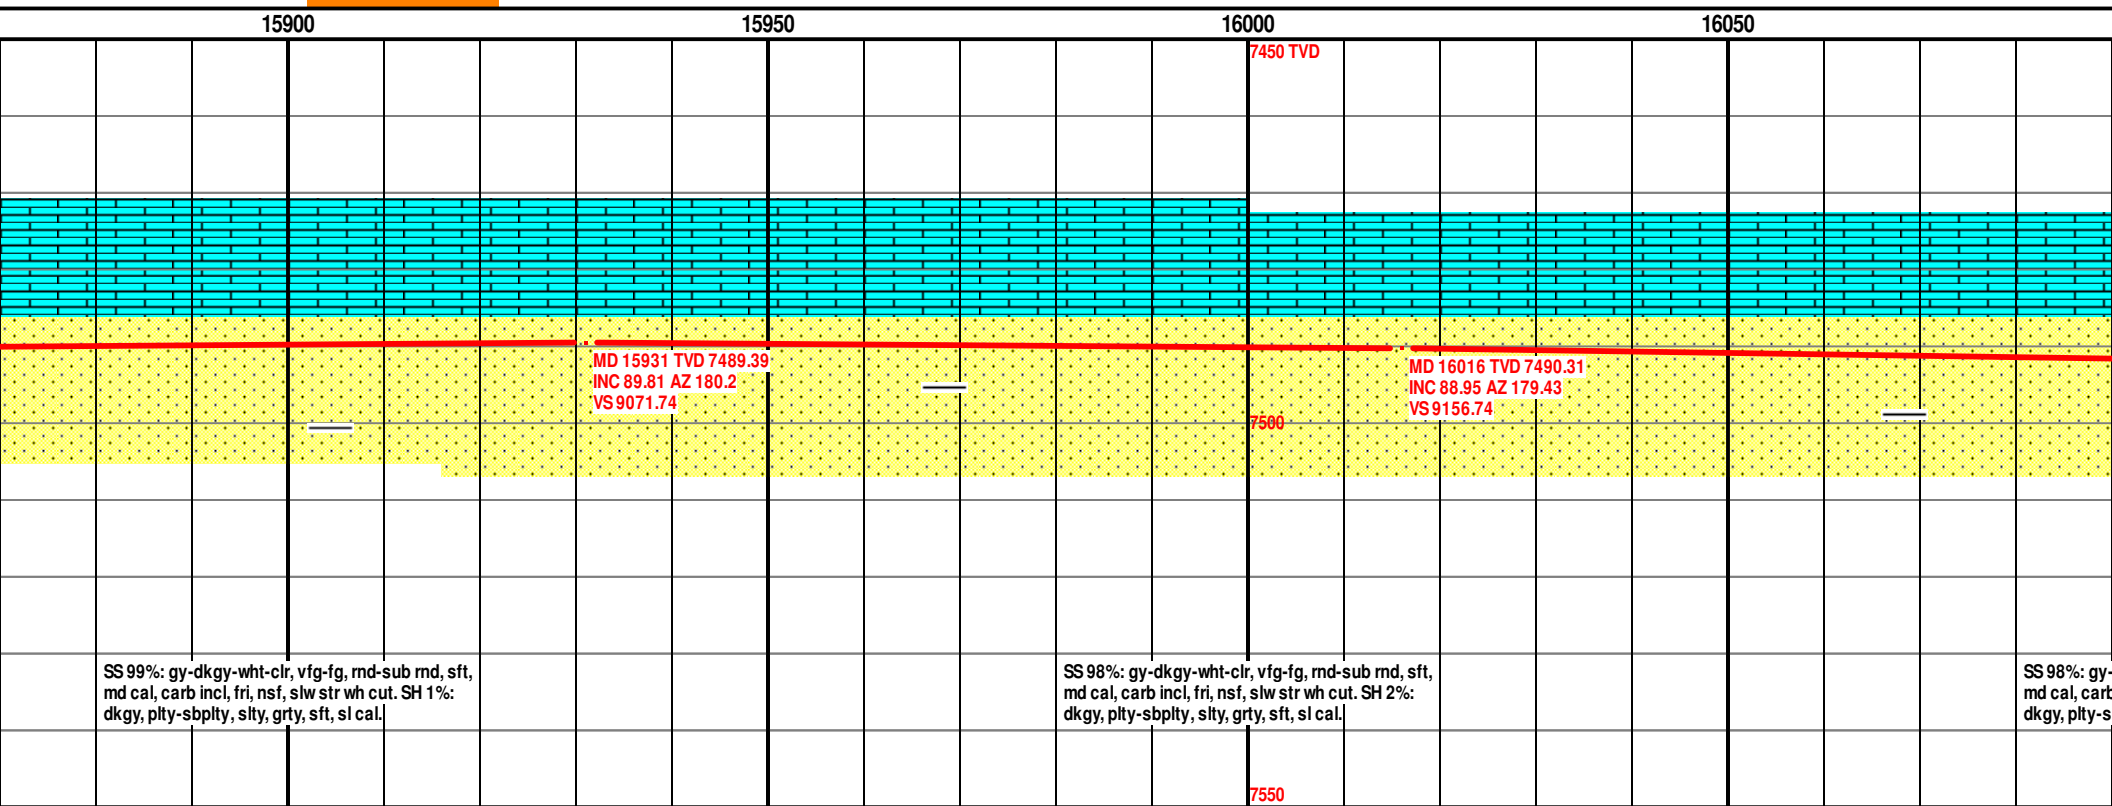 15900 15950 16000 16050
7450 TVD
MD 15931 TVD 7489.39
INC 89.81 AZ 180.2
VS 9071.74
MD 16016 TVD 7490.31
INC 88.95 AZ 179.43
VS 9156.74
7500
SS 99%: gy-dkgy-wht-clr, vfg-fg, rnd-sub rnd, sft,
md cal, carb incl, fri, nsf, slw str wh cut. SH 1%:
dkgy, plty-sbplty, slty, grty, sft, sl cal.
SS 98%: gy-dkgy-wht-clr, vfg-fg, rnd-sub rnd, sft,
md cal, carb incl, fri, nsf, slw str wh cut. SH 2%:
dkgy, plty-sbplty, slty, grty, sft, sl cal.
SS 98%: gy-
md cal, carb
dkgy, plty-s
7550